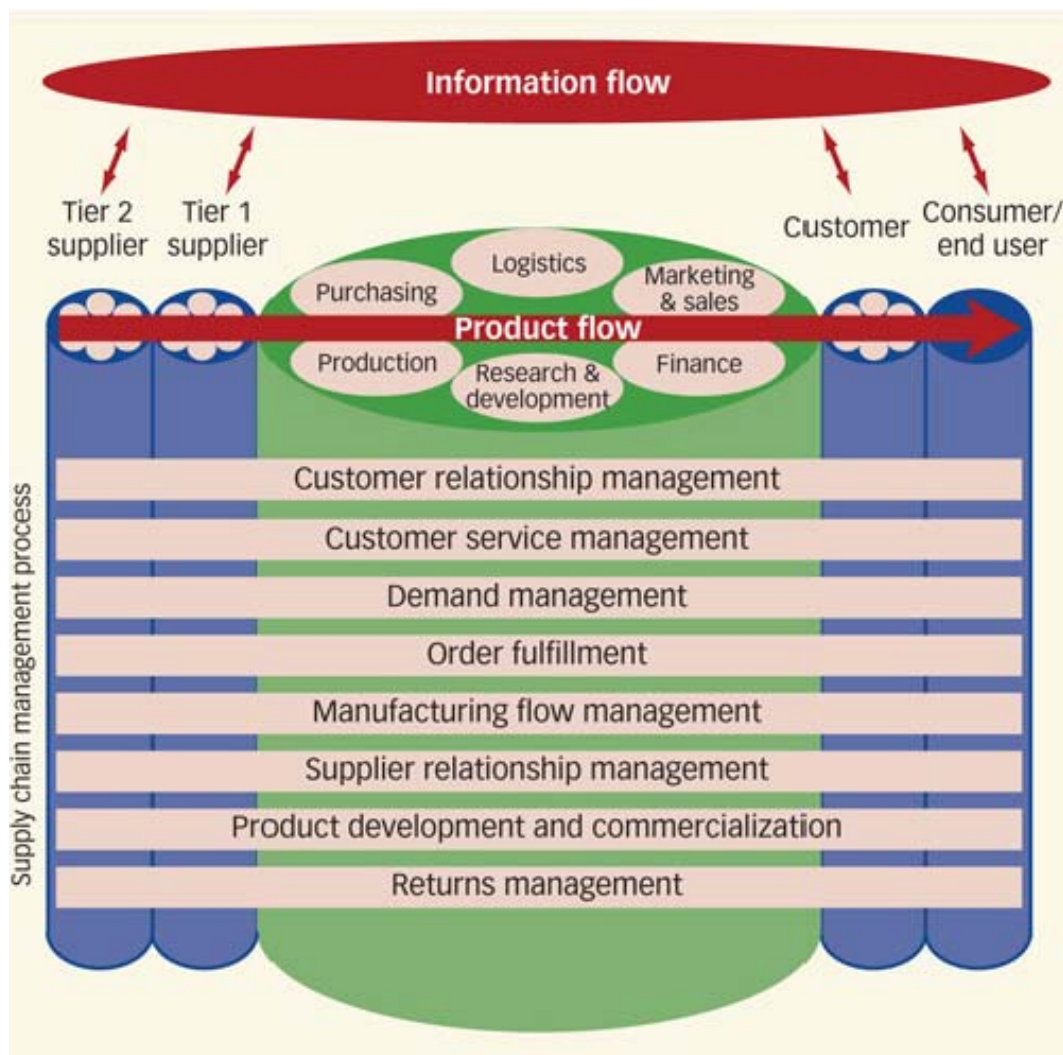 Information flow
Tier 2
supplier
Tier 1
supplier
Customer
Consumer/
end user
Logistics
Purchasing
Marketing
& sales
Product flow
Production
Research &
development
Finance
Supply chain management process
Customer relationship management
Customer service management
Demand management
Order fulfillment
Manufacturing flow management
Supplier relationship management
Product development and commercialization
Returns management